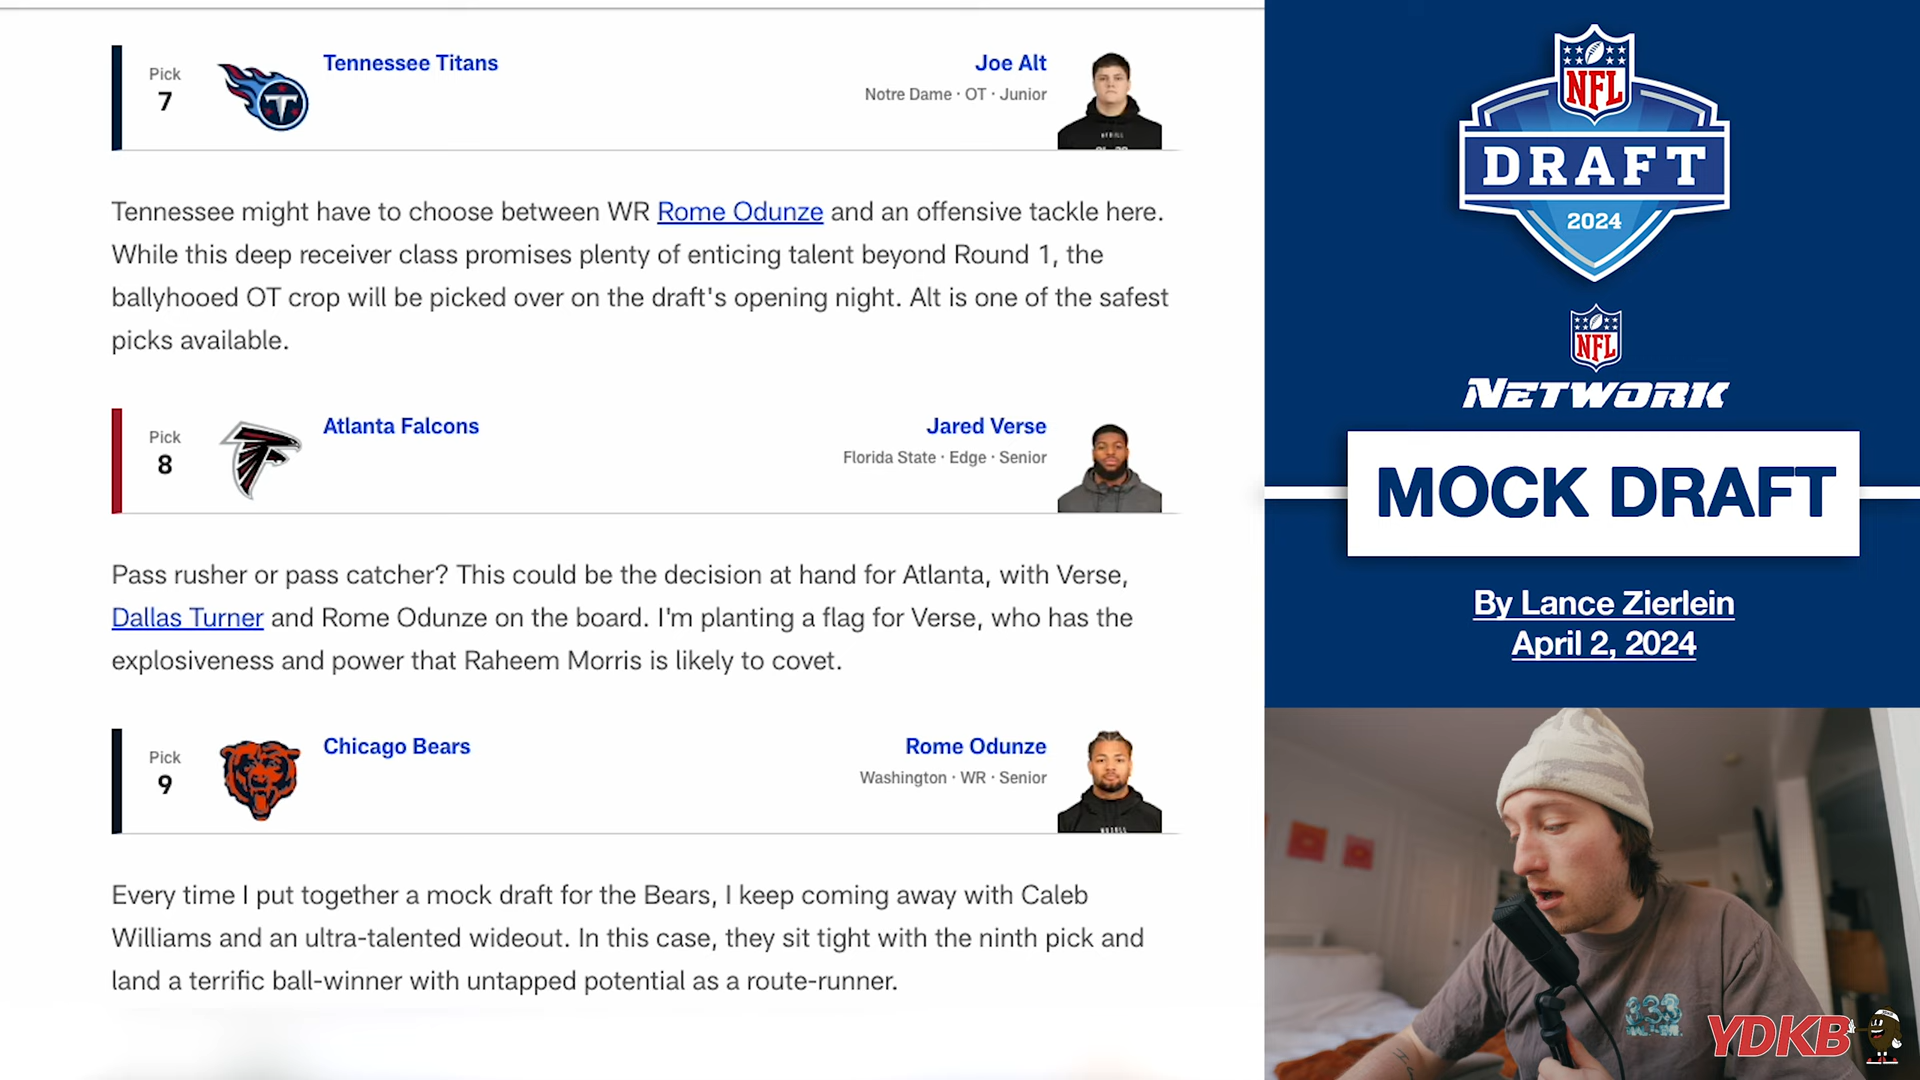 Pick
7
Tennessee Titans
Joe Alt
Notre Dame · OT · Junior
Tennessee might have to choose between WR Rome Odunze and an offensive tackle here.
While this deep receiver class promises plenty of enticing talent beyond Round 1, the
ballyhooed OT crop will be picked over on the draft's opening night. Alt is one of the safest
picks available.
Pick
8
Atlanta Falcons
Jared Verse
Florida State · Edge · Senior
Pass rusher or pass catcher? This could be the decision at hand for Atlanta, with Verse,
Dallas Turner and Rome Odunze on the board. I'm planting a flag for Verse, who has the
explosiveness and power that Raheem Morris is likely to covet.
Pick
9
Chicago Bears
Rome Odunze
Washington · WR · Senior
Every time I put together a mock draft for the Bears, I keep coming away with Caleb
Williams and an ultra-talented wideout. In this case, they sit tight with the ninth pick and
land a terrific ball-winner with untapped potential as a route-runner.
NFL
DRAFT
2024
NFL
NETWORK
MOCK DRAFT
By Lance Zierlein
April 2, 2024
YDKB